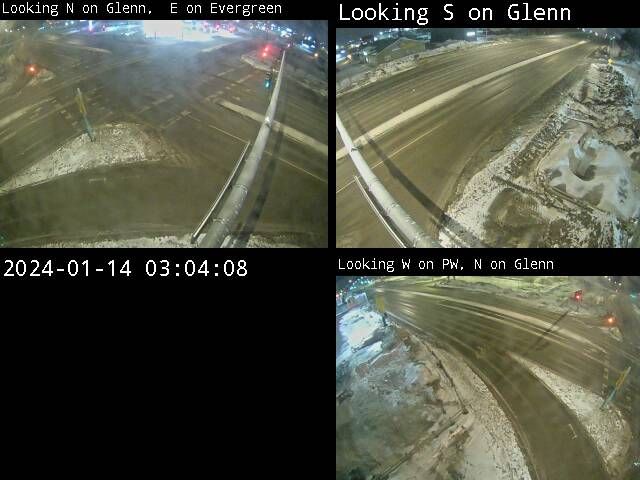 Looking N on Glenn,  E on Evergreen
Looking S on Glenn
2024-01-14 03:04:08
Looking W on PW, N on Glenn